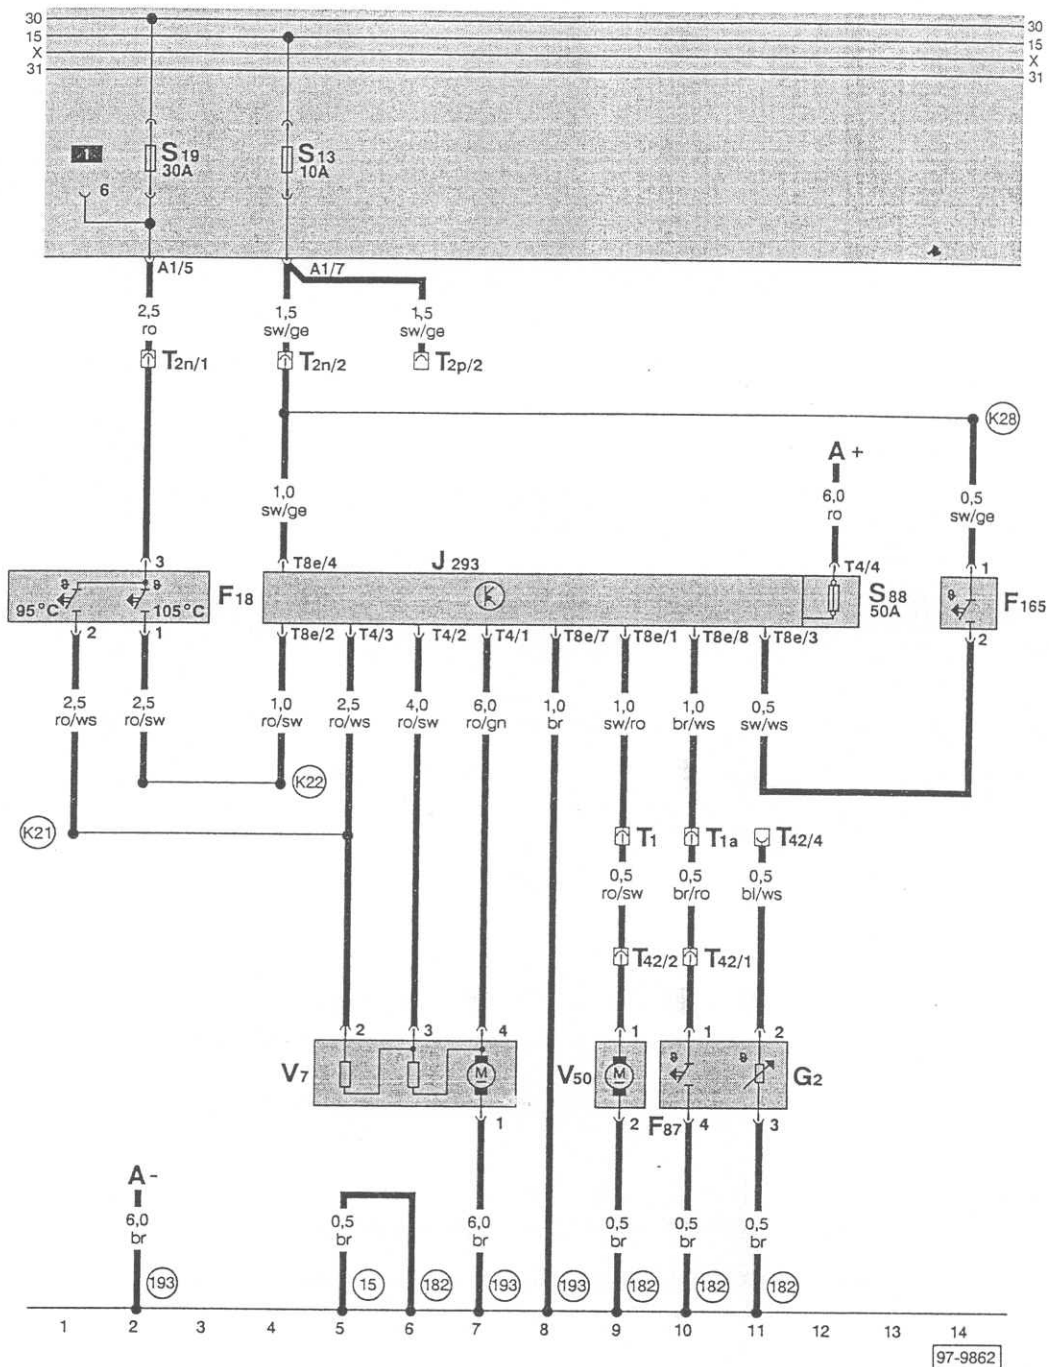 30 30
15 15
X X
31 31
1 S19 S13
30A 10A
6
A1/5 A1/7
2,5 1,5 1,5
ro sw/ge sw/ge
T2n/1 T2n/2 T2p/2
K28
A+
1,0 6,0 0,5
sw/ge ro sw/ge
3 T8e/4 J293 T4/4 1
F18 S88 F165
95°C 105°C 50A
2 1 T8e/2 T4/3 T4/2 T4/1 T8e/7 T8e/1 T8e/8 T8e/3 2
2,5 2,5 1,0 2,5 4,0 6,0 1,0 1,0 1,0 0,5
ro/ws ro/sw ro/sw ro/ws ro/sw ro/gn br sw/ro br/ws sw/ws
K22
K21 T1 T1a T42/4
0,5 0,5 0,5
ro/sw br/ro bl/ws
T42/2 T42/1
2 3 4 1 1 2
V7 M V50 M G2
1 2 F87 4 3
A-
6,0 0,5 6,0 0,5 0,5 0,5
br br br br br br
193 15 182 193 193 182 182 182
1 2 3 4 5 6 7 8 9 10 11 12 13 14
97-9862